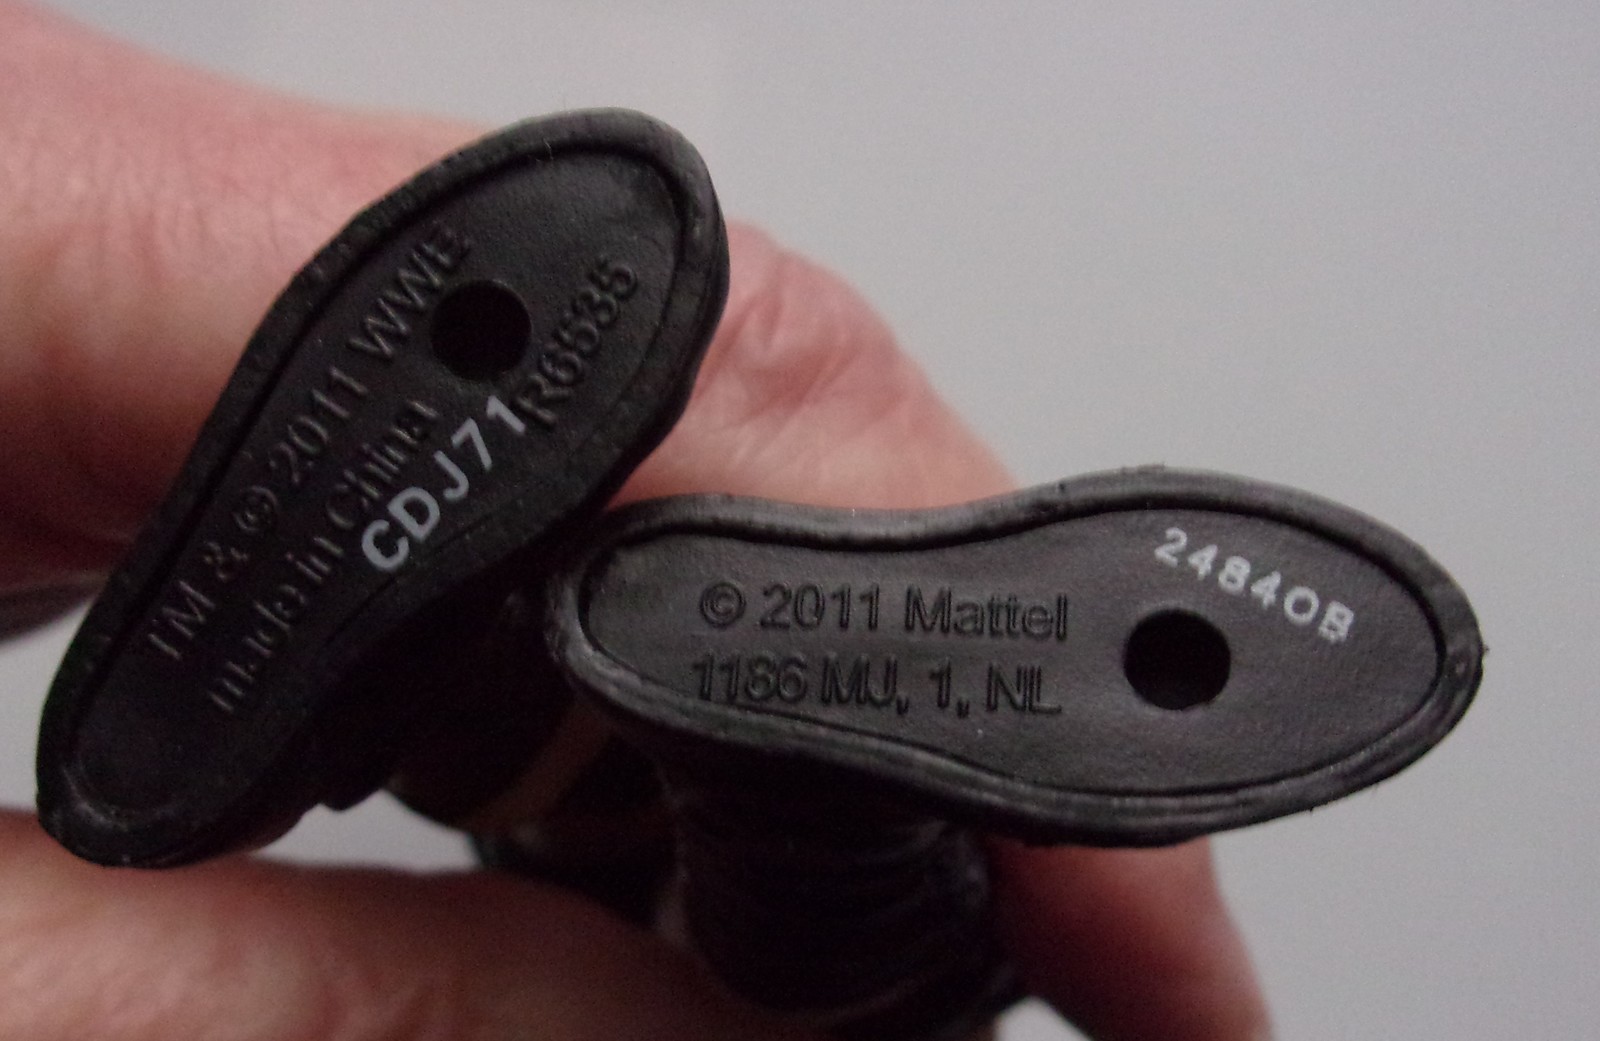 TM & © 2011 WWE
made in China
R6535
CDJ71
© 2011 Mattel
1186 MJ, 1, NL
24840B